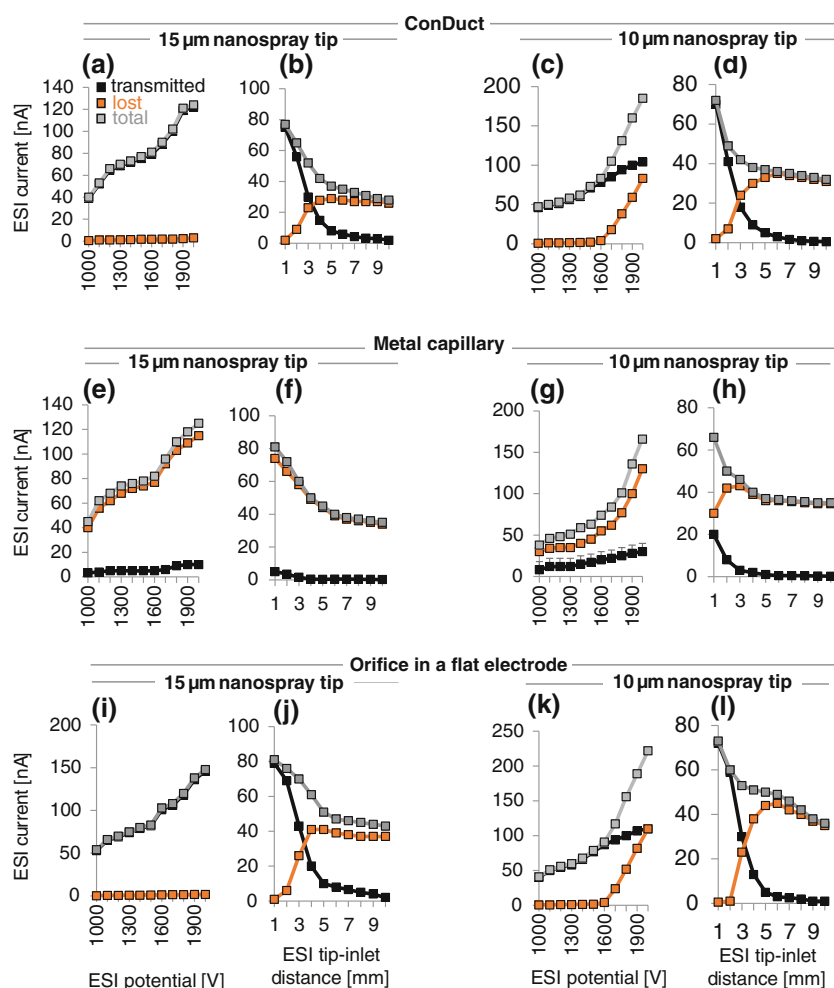 ConDuct
15 µm nanospray tip
10 µm nanospray tip
(a)
(b)
(c)
(d)
transmitted
lost
total
ESI current [nA]
140
120
100
80
60
40
20
0
1000
1300
1600
1900
100
80
60
40
20
0
1 3 5 7 9
200
150
100
50
0
1000
1300
1600
1900
80
60
40
20
0
1 3 5 7 9
Metal capillary
15 µm nanospray tip
10 µm nanospray tip
(e)
(f)
(g)
(h)
ESI current [nA]
140
120
100
80
60
40
20
0
1000
1300
1600
1900
100
80
60
40
20
0
1 3 5 7 9
200
150
100
50
0
1000
1300
1600
1900
80
60
40
20
0
1 3 5 7 9
Orifice in a flat electrode
15 µm nanospray tip
10 µm nanospray tip
(i)
(j)
(k)
(l)
ESI current [nA]
200
150
100
50
0
1000
1300
1600
1900
100
80
60
40
20
0
1 3 5 7 9
250
200
150
100
50
0
1000
1300
1600
1900
80
60
40
20
0
1 3 5 7 9
ESI potential [V]
ESI tip-inlet
distance [mm]
ESI potential [V]
ESI tip-inlet
distance [mm]